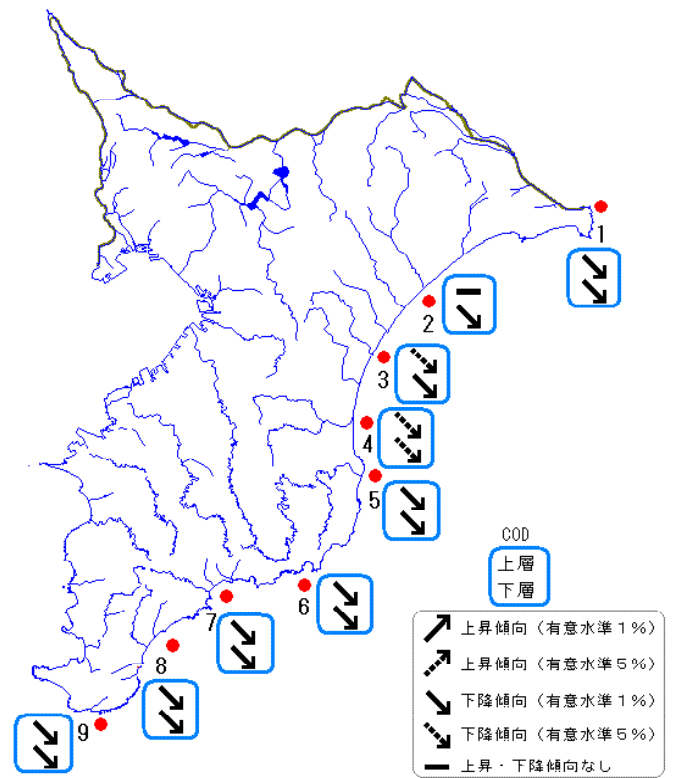 1
2
3
4
5
6
7
8
9
COD
上層
下層
上昇傾向（有意水準１％）
上昇傾向（有意水準５％）
下降傾向（有意水準１％）
下降傾向（有意水準５％）
上昇・下降傾向なし